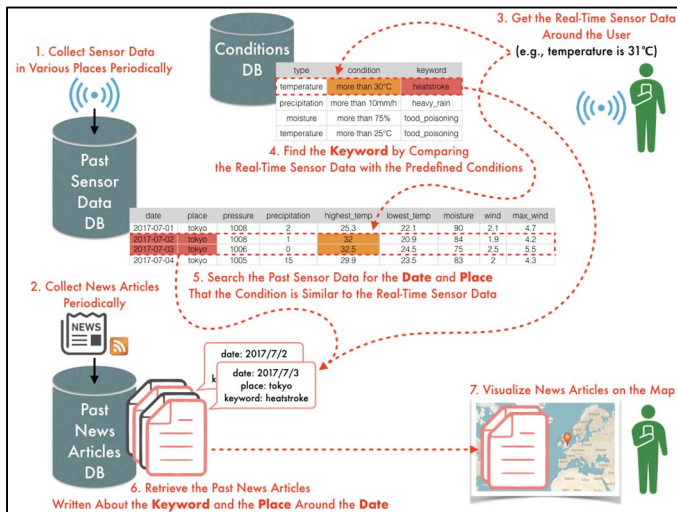 1. Collect Sensor Data
in Various Places Periodically
Past
Sensor
Data
DB
Conditions
DB
type condition keyword
temperature more than 30°C heatstroke
precipitation more than 10mm/h heavy_rain
moisture more than 75% food_poisoning
temperature more than 25°C food_poisoning
3. Get the Real-Time Sensor Data
Around the User
(e.g., temperature is 31℃)
4. Find the Keyword by Comparing
the Real-Time Sensor Data with the Predefined Conditions
date place pressure precipitation highest_temp lowest_temp moisture wind max_wind
2017-07-01 tokyo 1008 2 25.3 22.1 90 2.1 4.7
2017-07-02 tokyo 1008 1 32 20.9 84 1.9 4.2
2017-07-03 tokyo 1006 0 32.5 24.5 75 2.5 5.5
2017-07-04 tokyo 1005 15 29.9 23.5 83 2 4.3
5. Search the Past Sensor Data for the Date and Place
That the Condition is Similar to the Real-Time Sensor Data
2. Collect News Articles
Periodically
NEWS
Past
News
Articles
DB
date: 2017/7/2
k
date: 2017/7/3
place: tokyo
keyword: heatstroke
6. Retrieve the Past News Articles
Written About the Keyword and the Place Around the Date
7. Visualize News Articles on the Map